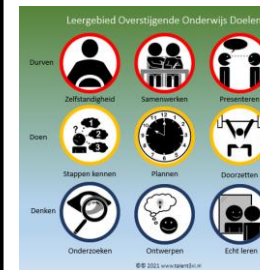 Leergebied Overstijgende Onderwijs Doelen
Durven
Zelfstandigheid Samenwerken Presenteren
Doen
Stappen kennen Plannen Doorzetten
Denken
Onderzoeken Ontwerpen Echt leren